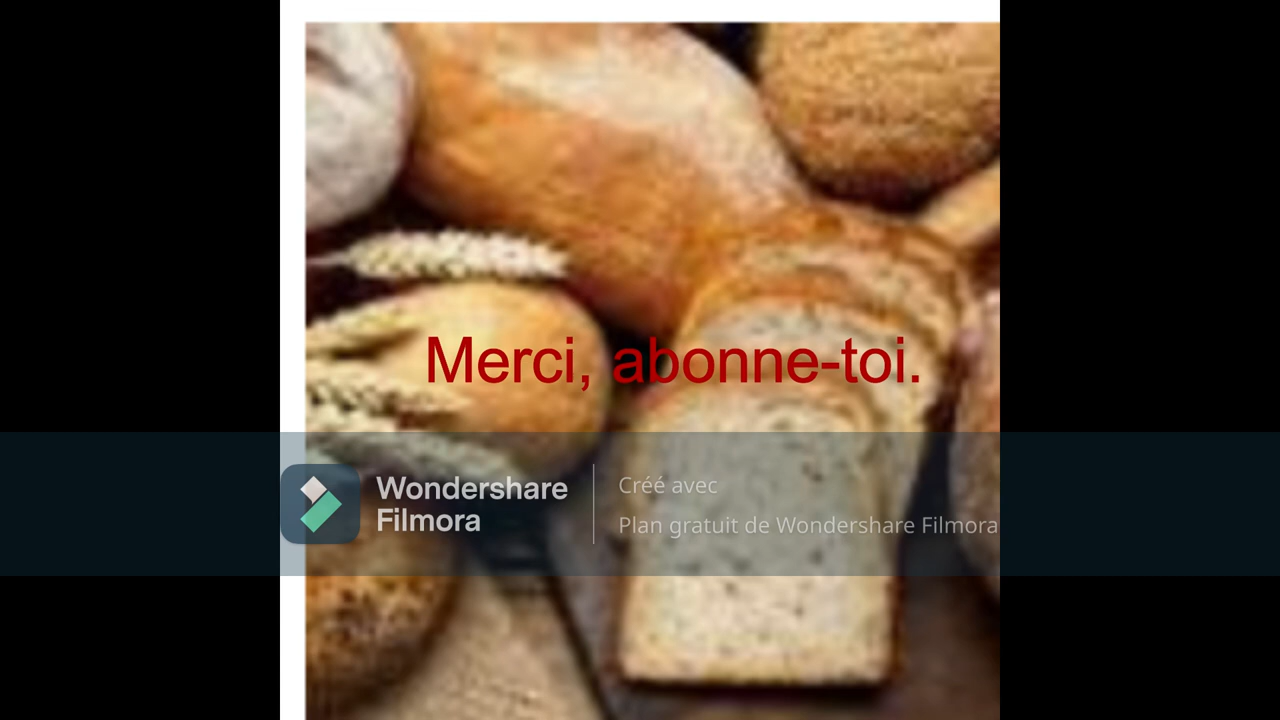 Merci, abonne-toi.
Wondershare
Filmora
Créé avec
Plan gratuit de Wondershare Filmora